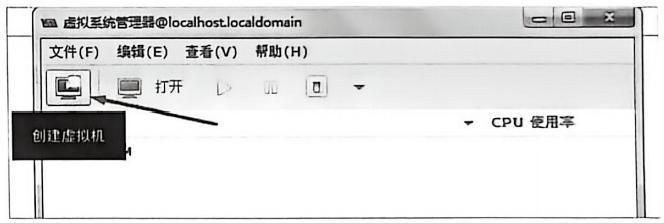 虚拟系统管理器@localhost.localdomain
文件(F) 编辑(E) 查看(V) 帮助(H)
打开
CPU 使用率
创建虚拟机